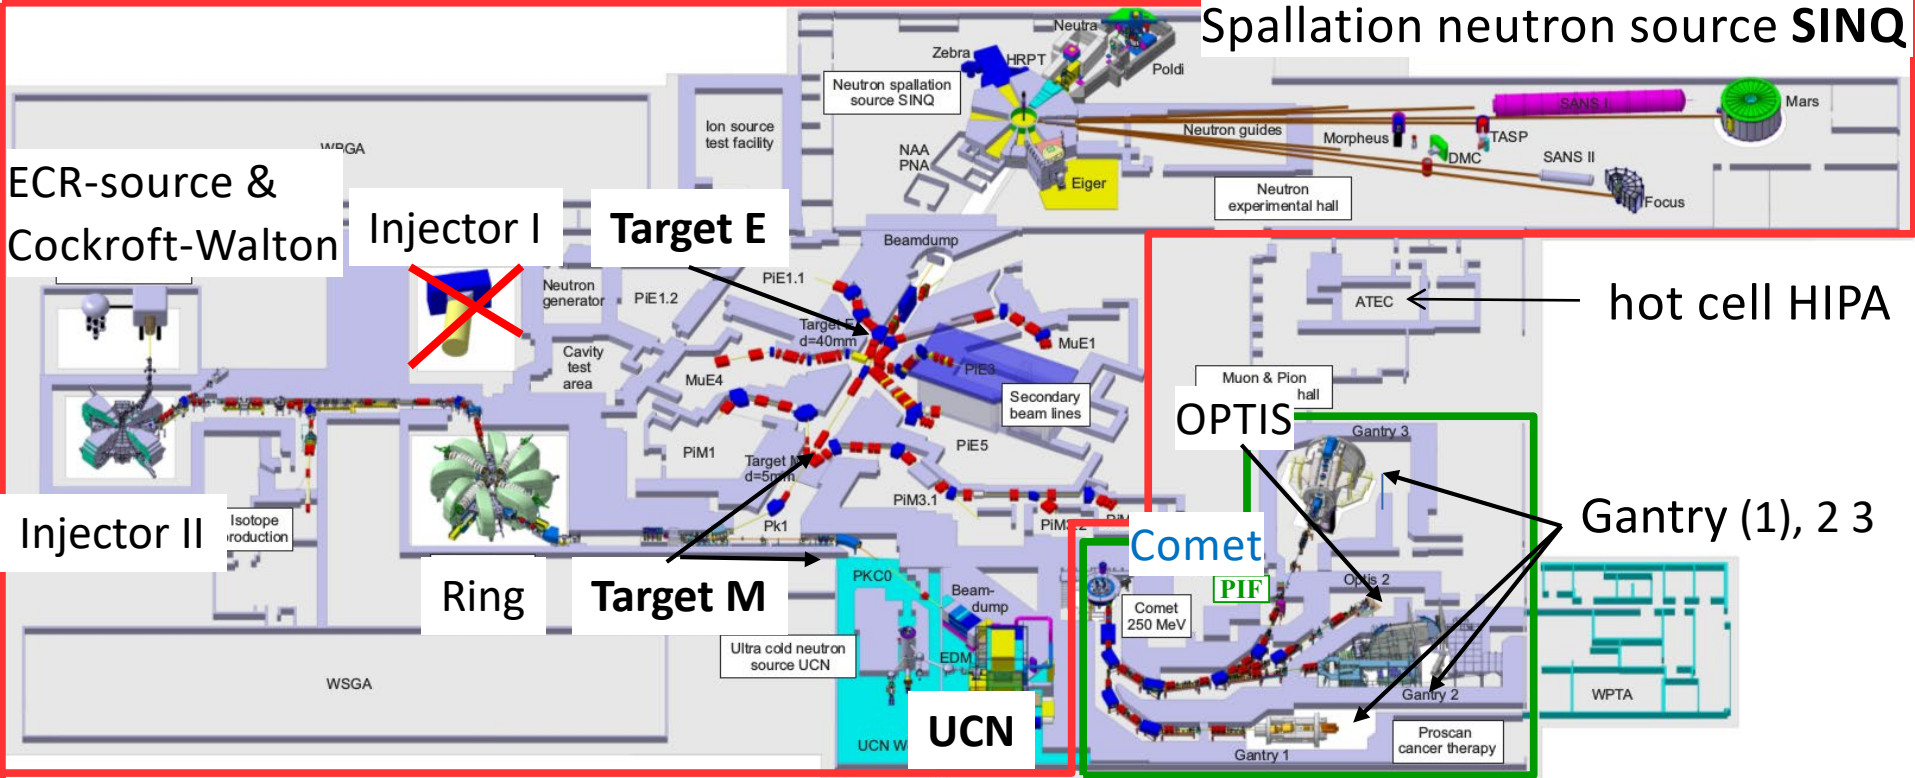 Spallation neutron source SINQ
Neutra
Zebra
HRPT
Poldi
Neutron spallation
source SINQ
SANS I
Mars
Ion source
test facility
Neutron guides
Morpheus
TASP
NAA
PNA
DMC
SANS II
Eiger
Neutron
experimental hall
Focus
ECR-source &
Cockroft-Walton
Injector I
Target E
Beamdump
PiE1.1
Neutron
generator
PiE1.2
ATEC
hot cell HIPA
Target E
d=40mm
MuE1
Cavity
test
area
MuE4
PiE3
Secondary
beam lines
Muon & Pion
hall
OPTIS
Gantry 3
PiM1
PiE5
Target M
d=5mm
PiM3.1
Injector II
Isotope
production
Pk1
PiM3.2
Comet
Gantry (1), 2 3
Ring
Target M
PKC0
Beam-
dump
PIF
Optis 2
Comet
250 MeV
Ultra cold neutron
source UCN
EDM
WSGA
Gantry 2
WPTA
UCN
UCN W
Gantry 1
Proscan
cancer therapy